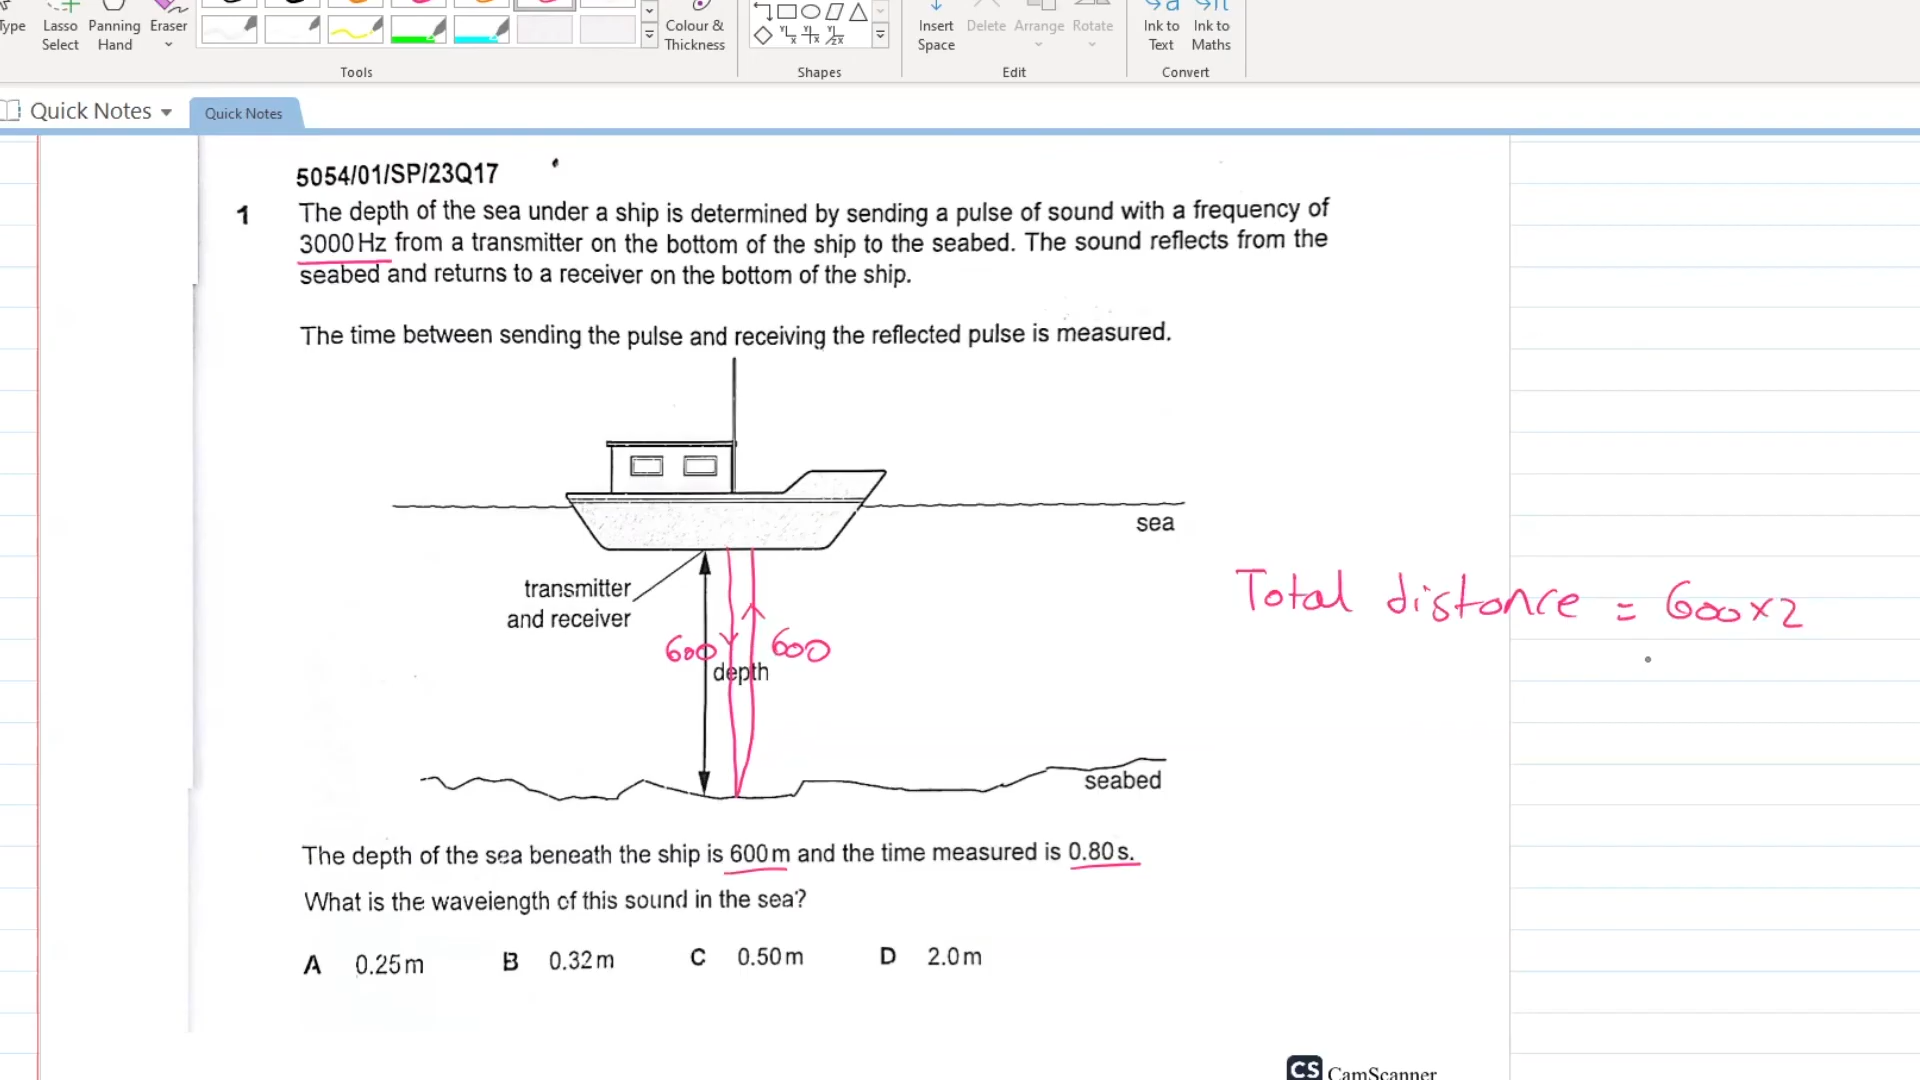 Lasso
Select
Panning
Hand
Eraser
Colour &
Thickness
Insert
Space
Delete
Arrange
Rotate
Ink to
Text
Ink to
Maths
Tools
Shapes
Edit
Convert
Quick Notes
Quick Notes
5054/01/SP/23Q17
1 The depth of the sea under a ship is determined by sending a pulse of sound with a frequency of
3000 Hz from a transmitter on the bottom of the ship to the seabed. The sound reflects from the
seabed and returns to a receiver on the bottom of the ship.
The time between sending the pulse and receiving the reflected pulse is measured.
sea
transmitter
and receiver
600
600
depth
Total distance = 600×2
seabed
The depth of the sea beneath the ship is 600 m and the time measured is 0.80 s.
What is the wavelength of this sound in the sea?
A 0.25 m B 0.32 m C 0.50 m D 2.0 m
CS CamScanner